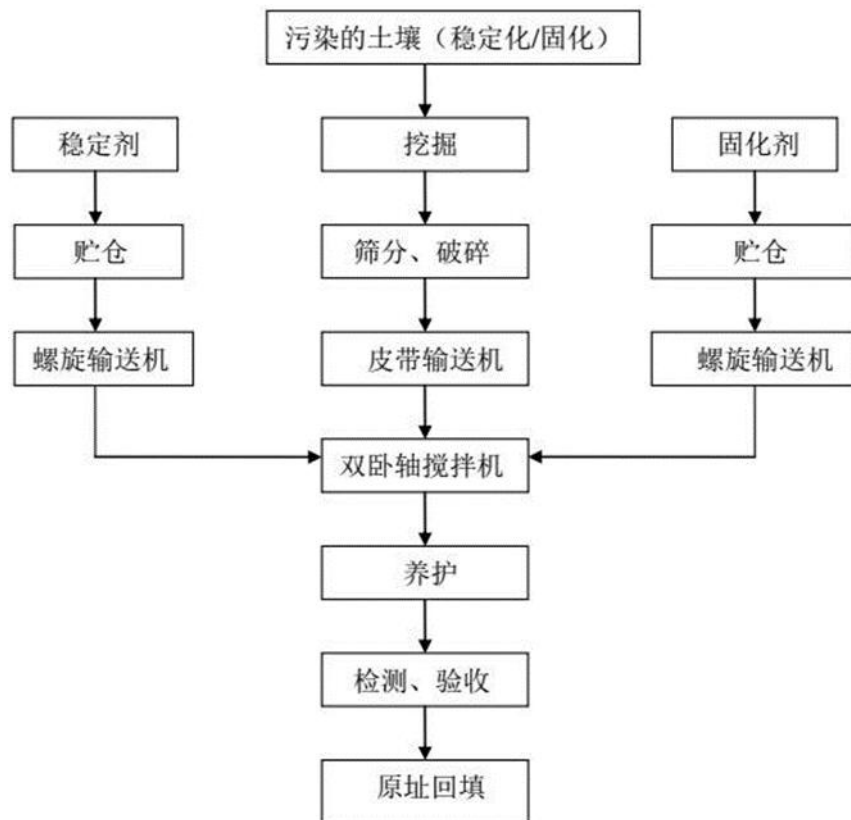 污染的土壤（稳定化/固化）
稳定剂
挖掘
固化剂
贮仓
筛分、破碎
贮仓
螺旋输送机
皮带输送机
螺旋输送机
双卧轴搅拌机
养护
检测、验收
原址回填